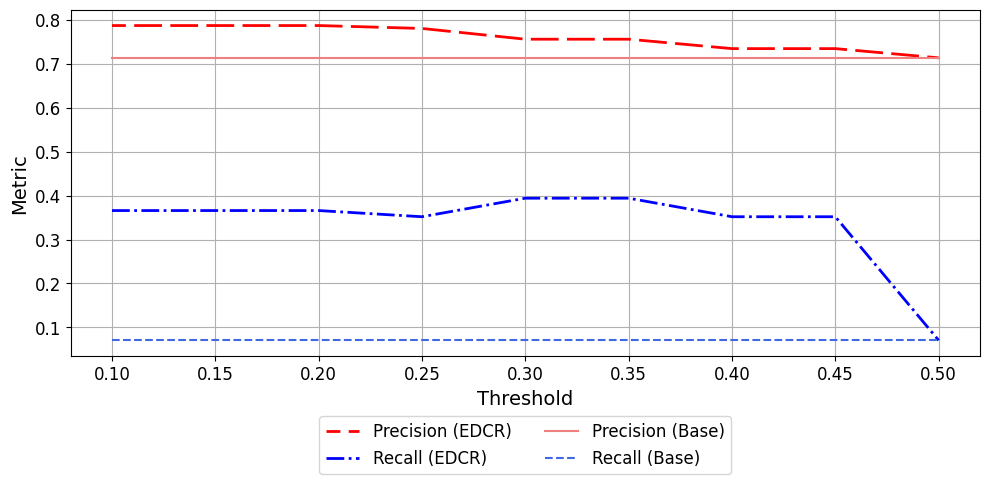 0.8
0.7
0.6
0.5
0.4
0.3
0.2
0.1
Metric
0.10 0.15 0.20 0.25 0.30 0.35 0.40 0.45 0.50
Threshold
Precision (EDCR) Precision (Base)
Recall (EDCR) Recall (Base)